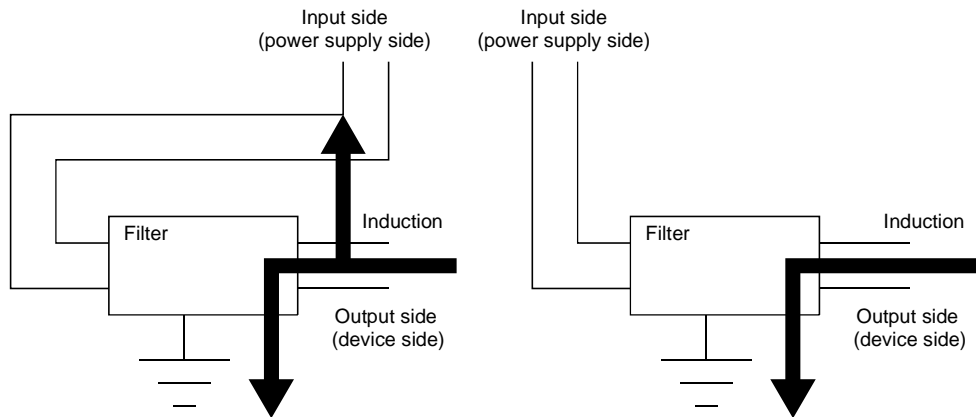 Input side
(power supply side)
Filter
Induction
Output side
(device side)
Input side
(power supply side)
Filter
Induction
Output side
(device side)